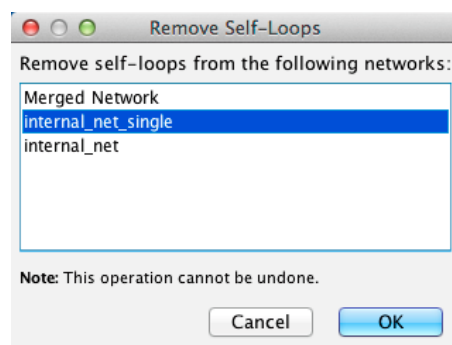 Remove Self-Loops
Remove self-loops from the following networks:
Merged Network
internal_net_single
internal_net
Note: This operation cannot be undone.
Cancel OK